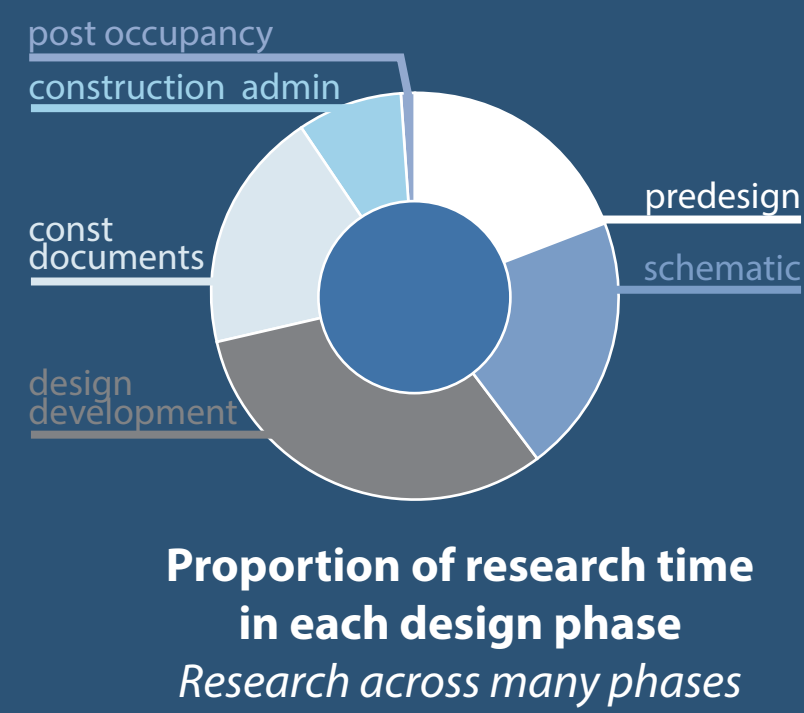 post occupancy
construction admin
const
documents
design
development
predesign
schematic
Proportion of research time
in each design phase
Research across many phases